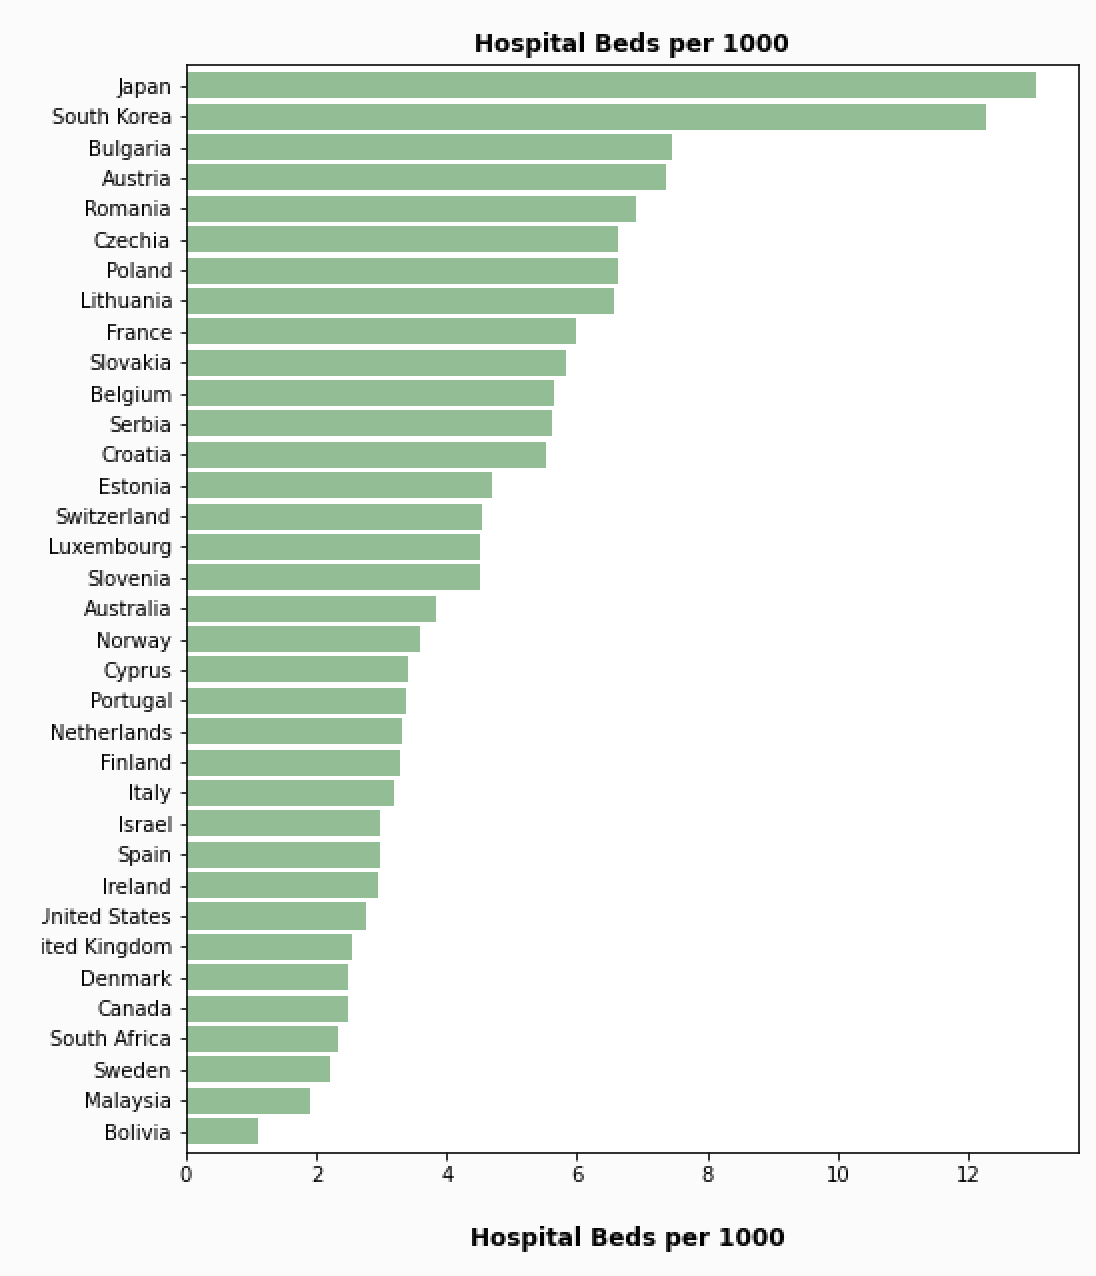 Hospital Beds per 1000
Japan
South Korea
Bulgaria
Austria
Romania
Czechia
Poland
Lithuania
France
Slovakia
Belgium
Serbia
Croatia
Estonia
Switzerland
Luxembourg
Slovenia
Australia
Norway
Cyprus
Portugal
Netherlands
Finland
Italy
Israel
Spain
Ireland
United States
ited Kingdom
Denmark
Canada
South Africa
Sweden
Malaysia
Bolivia
0 2 4 6 8 10 12
Hospital Beds per 1000